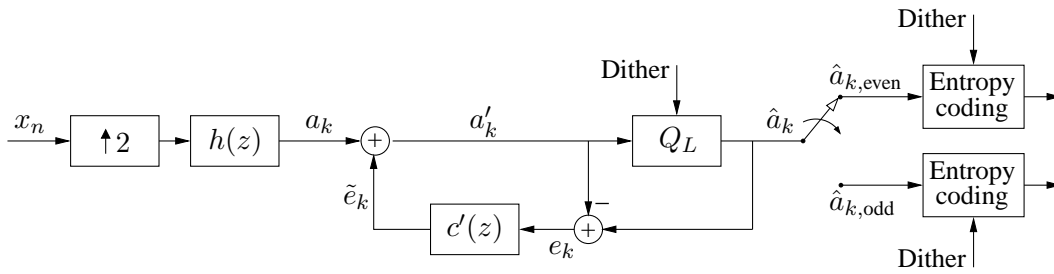 Dither
Dither
x_n
↑2
h(z)
a_k
+
a'_k
Q_L
â_k
â_{k,even}
Entropy
coding
ẽ_k
c'(z)
e_k
+
−
â_{k,odd}
Entropy
coding
Dither